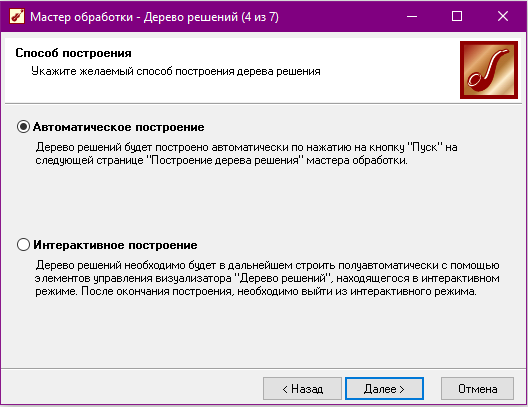 Мастер обработки - Дерево решений (4 из 7)
Способ построения
Укажите желаемый способ построения дерева решения
Автоматическое построение
Дерево решений будет построено автоматически по нажатию на кнопку "Пуск" на
следующей странице "Построение дерева решения" мастера обработки.
Интерактивное построение
Дерево решений необходимо будет в дальнейшем строить полуавтоматически с помощью
элементов управления визуализатора "Дерево решений", находящегося в интерактивном
режиме. После окончания построения, необходимо выйти из интерактивного режима.
< Назад
Далее >
Отмена